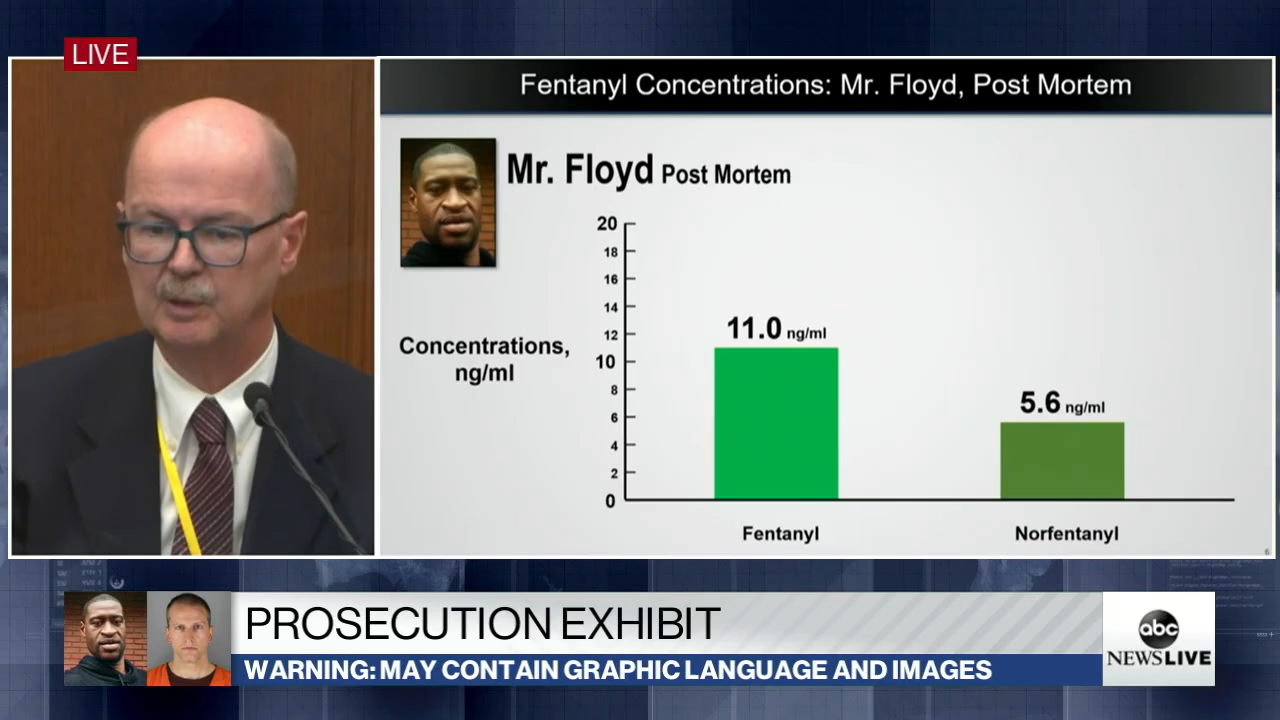 LIVE
Fentanyl Concentrations: Mr. Floyd, Post Mortem
Mr. Floyd Post Mortem
20
18
16
14
12
10
8
6
4
2
0
Concentrations,
ng/ml
11.0 ng/ml
5.6 ng/ml
Fentanyl
Norfentanyl
6
PROSECUTION EXHIBIT
WARNING: MAY CONTAIN GRAPHIC LANGUAGE AND IMAGES
abc
NEWSLIVE